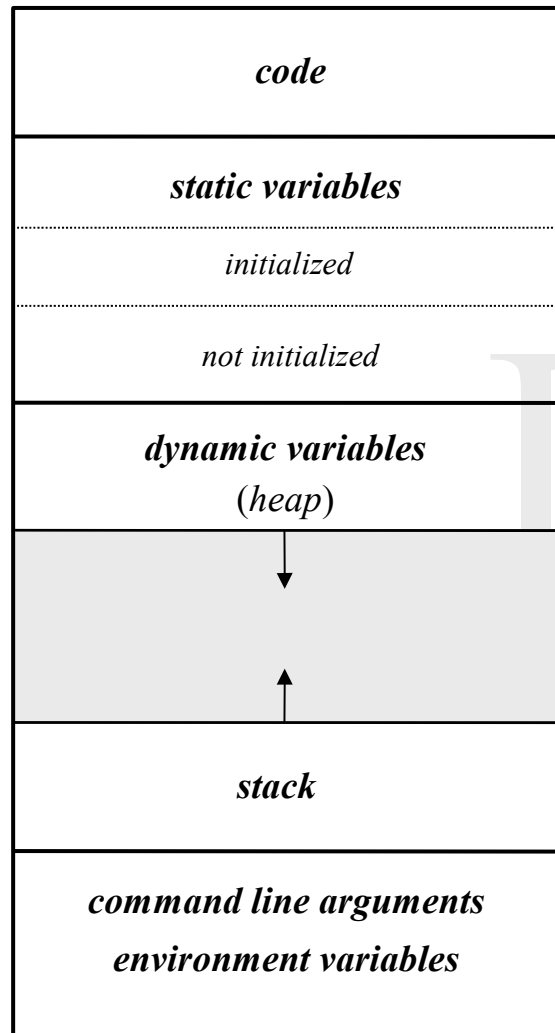 code
static variables
initialized
not initialized
dynamic variables
(heap)
stack
command line arguments
environment variables